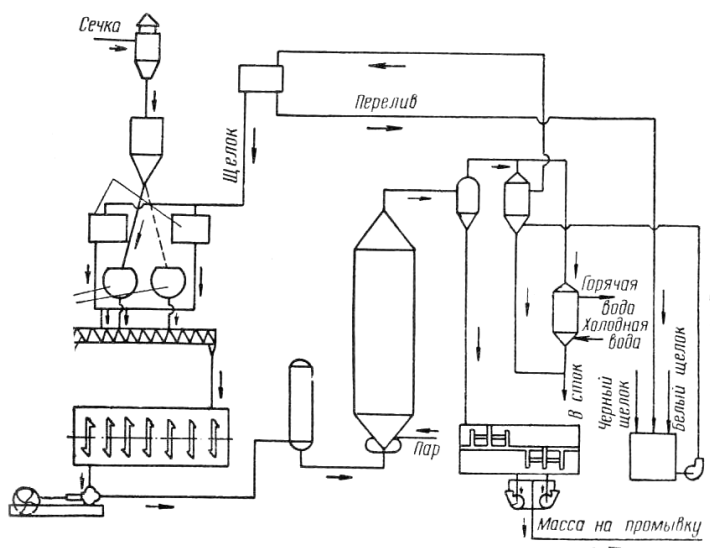 Сечка
Перелив
Щелок
Горячая
вода
Холодная
вода
Пар
В сток
Черный
щелок
Белый щелок
Масса на промывку